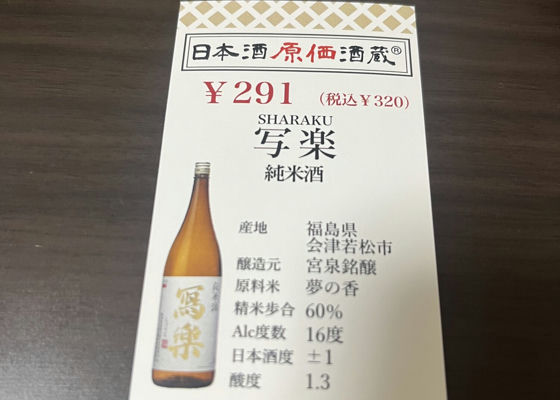 日本酒原価酒蔵®
￥291 （税込￥320）
SHARAKU
写楽
純米酒
産地 福島県
会津若松市
醸造元 宮泉銘醸
原料米 夢の香
精米歩合 60%
Alc度数 16度
日本酒度 ±1
酸度 1.3
純米酒
寫樂